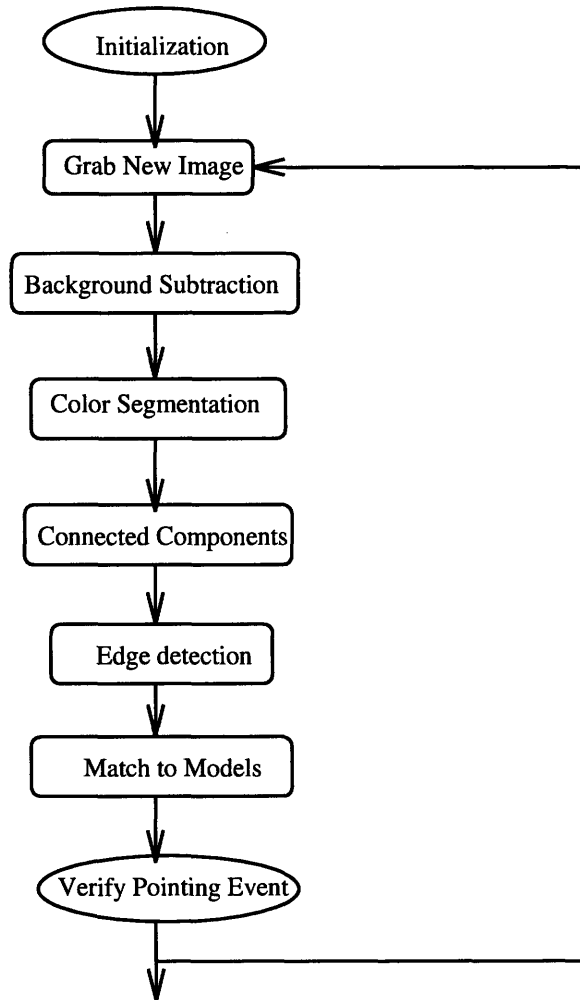 Initialization
Grab New Image
Background Subtraction
Color Segmentation
Connected Components
Edge detection
Match to Models
Verify Pointing Event